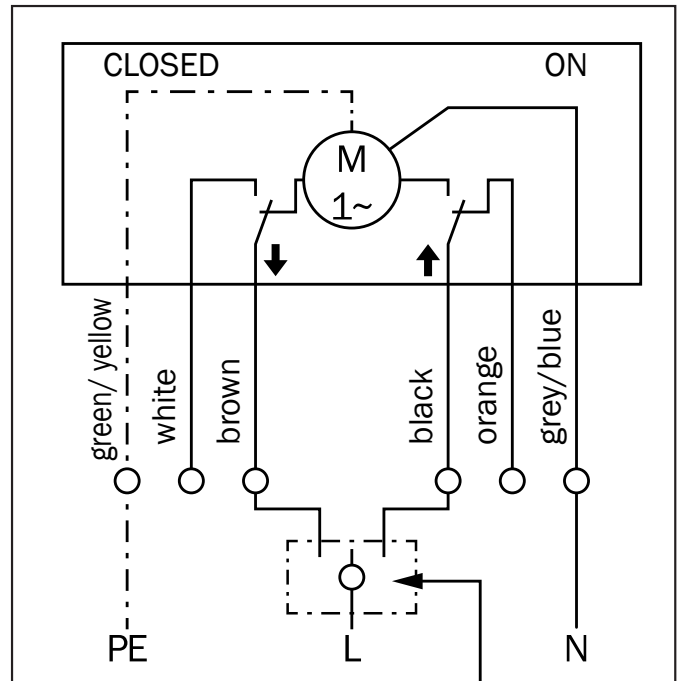 CLOSED ON
M
1~
green/ yellow
white
brown
black
orange
grey/blue
PE L N